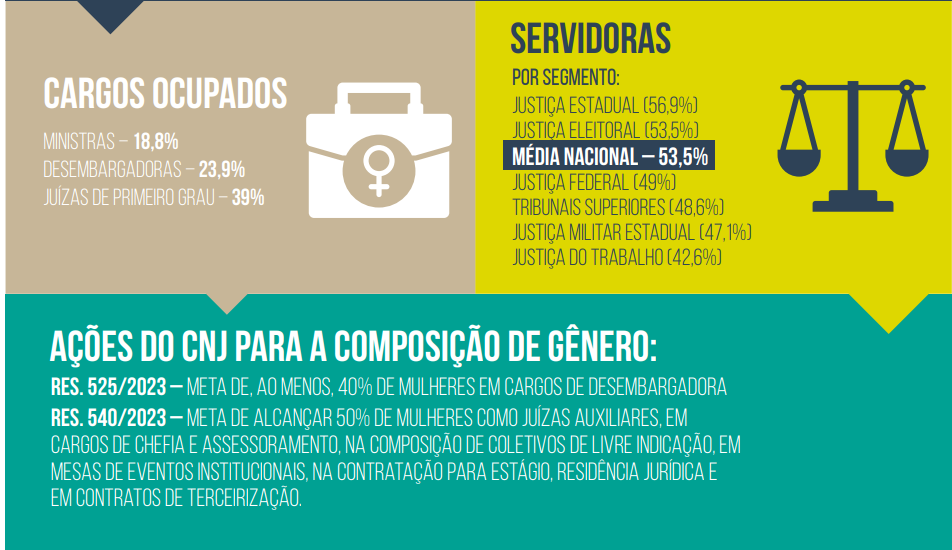 CARGOS OCUPADOS
MINISTRAS – 18,8%
DESEMBARGADORAS – 23,9%
JUÍZAS DE PRIMEIRO GRAU – 39%
SERVIDORAS
POR SEGMENTO:
JUSTIÇA ESTADUAL (56,9%)
JUSTIÇA ELEITORAL (53,5%)
MÉDIA NACIONAL – 53,5%
JUSTIÇA FEDERAL (49%)
TRIBUNAIS SUPERIORES (48,6%)
JUSTIÇA MILITAR ESTADUAL (47,1%)
JUSTIÇA DO TRABALHO (42,6%)
AÇÕES DO CNJ PARA A COMPOSIÇÃO DE GÊNERO:
RES. 525/2023 – META DE, AO MENOS, 40% DE MULHERES EM CARGOS DE DESEMBARGADORA
RES. 540/2023 – META DE ALCANÇAR 50% DE MULHERES COMO JUÍZAS AUXILIARES, EM
CARGOS DE CHEFIA E ASSESSORAMENTO, NA COMPOSIÇÃO DE COLETIVOS DE LIVRE INDICAÇÃO, EM
MESAS DE EVENTOS INSTITUCIONAIS, NA CONTRATAÇÃO PARA ESTÁGIO, RESIDÊNCIA JURÍDICA E
EM CONTRATOS DE TERCEIRIZAÇÃO.